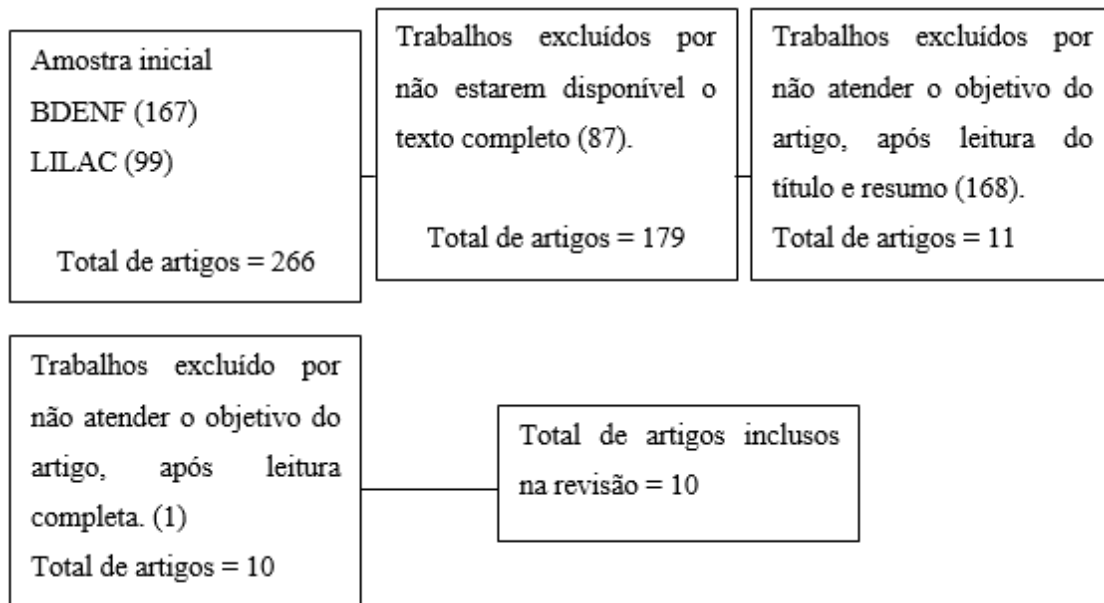 Amostra inicial
BDENF (167)
LILAC (99)
Total de artigos = 266
Trabalhos excluídos por
não estarem disponível o
texto completo (87).
Total de artigos = 179
Trabalhos excluídos por
não atender o objetivo do
artigo, após leitura do
título e resumo (168).
Total de artigos = 11
Trabalhos excluído por
não atender o objetivo do
artigo, após leitura
completa. (1)
Total de artigos = 10
Total de artigos inclusos
na revisão = 10